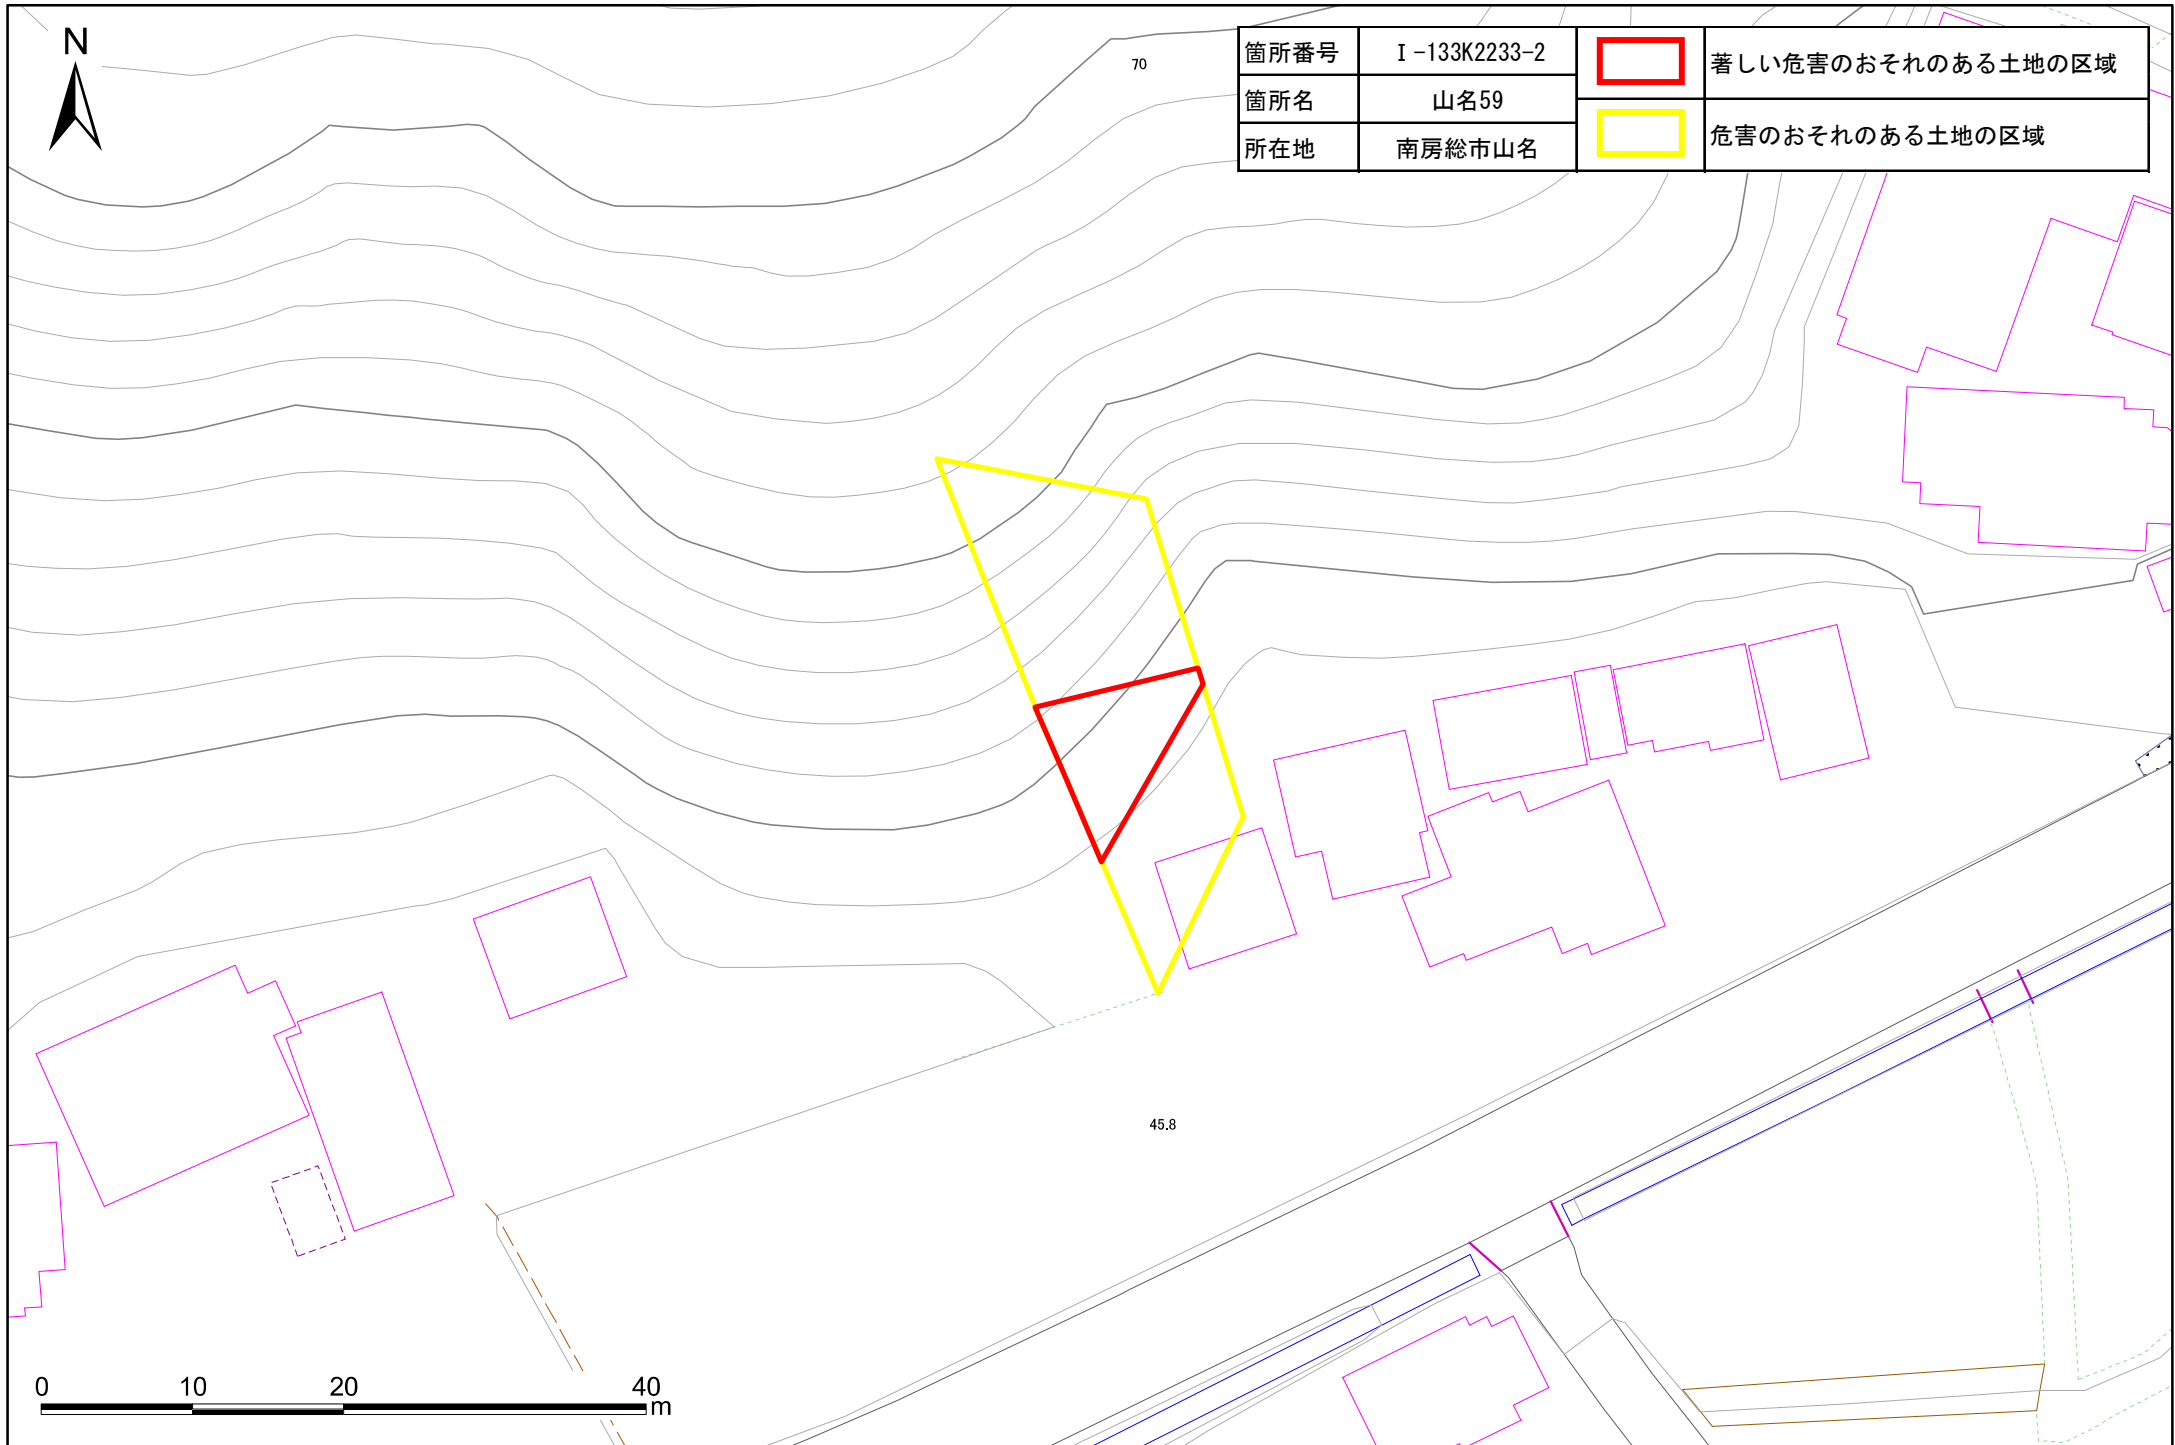 N
70
箇所番号 Ⅰ-133K2233-2 著しい危害のおそれのある土地の区域
箇所名 山名59
危害のおそれのある土地の区域
所在地 南房総市山名
45.8
0 10 20 40
m